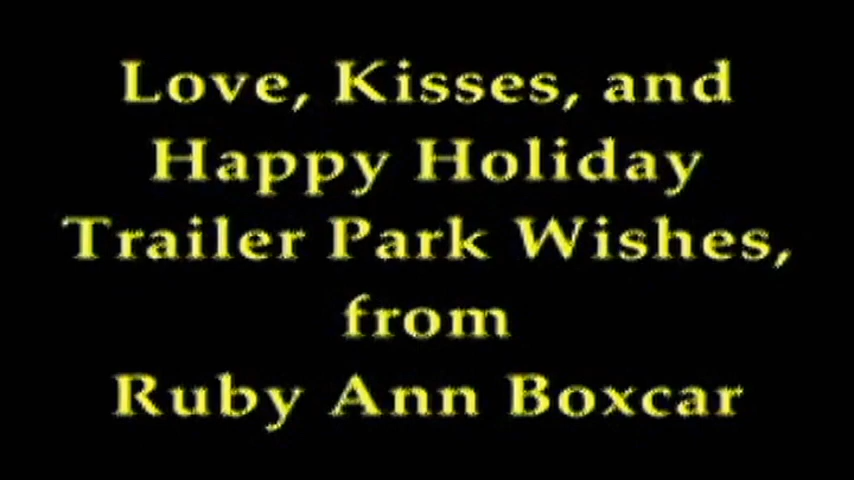 Love, Kisses, and
Happy Holiday
Trailer Park Wishes,
from
Ruby Ann Boxcar